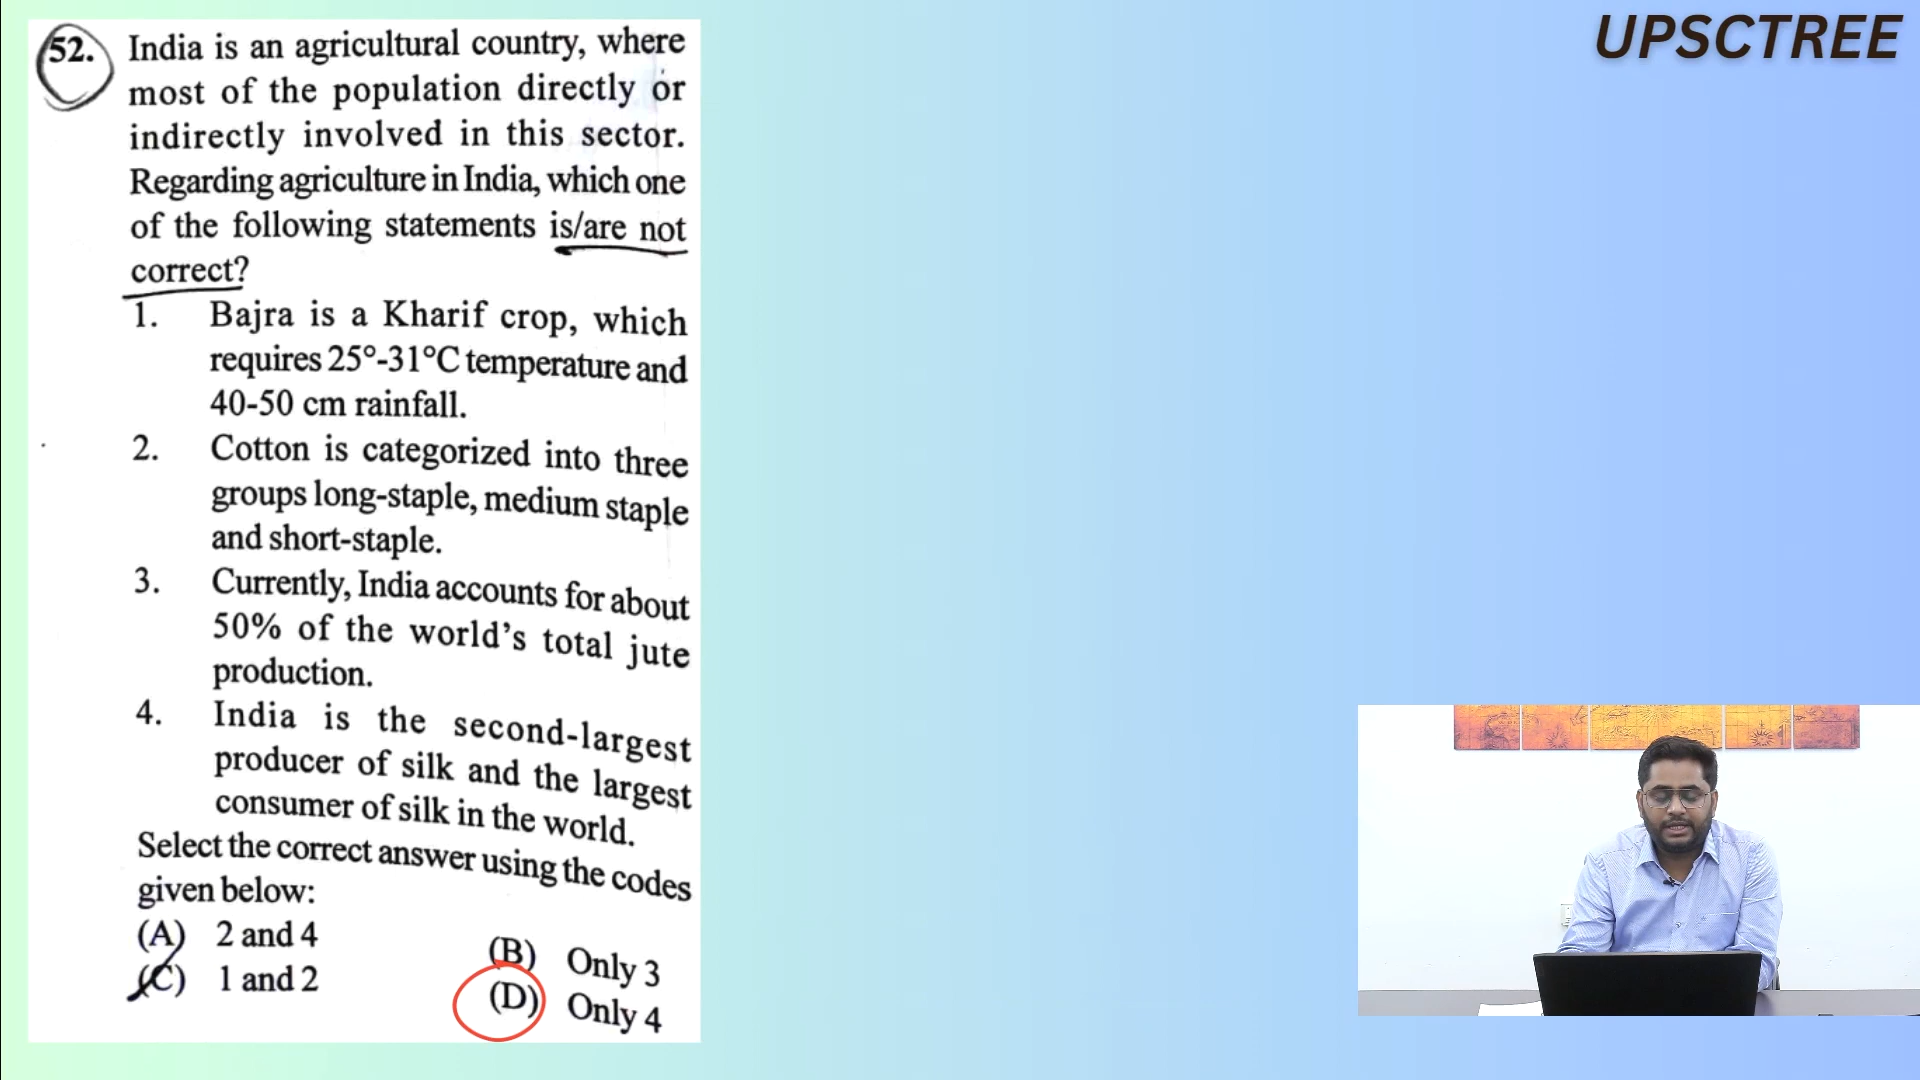 UPSCTREE
52. India is an agricultural country, where
most of the population directly or
indirectly involved in this sector.
Regarding agriculture in India, which one
of the following statements is/are not
correct?
1. Bajra is a Kharif crop, which
requires 25°-31°C temperature and
40-50 cm rainfall.
2. Cotton is categorized into three
groups long-staple, medium staple
and short-staple.
3. Currently, India accounts for about
50% of the world's total jute
production.
4. India is the second-largest
producer of silk and the largest
consumer of silk in the world.
Select the correct answer using the codes
given below:
(A) 2 and 4
(B) Only 3
(C) 1 and 2
(D) Only 4